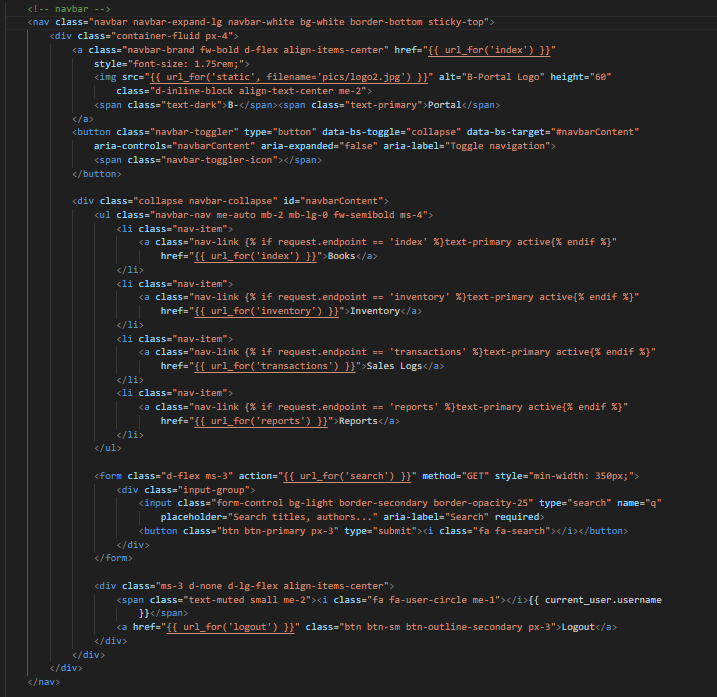 <!-- navbar -->
<nav class="navbar navbar-expand-lg navbar-white bg-white border-bottom sticky-top">
<div class="container-fluid px-4">
<a class="navbar-brand fw-bold d-flex align-items-center" href="{{ url_for('index') }}"
style="font-size: 1.75rem;">
<img src="{{ url_for('static', filename='pics/logo2.jpg') }}" alt="B-Portal Logo" height="60"
class="d-inline-block align-text-center me-2">
<span class="text-dark">B-</span><span class="text-primary">Portal</span>
</a>
<button class="navbar-toggler" type="button" data-bs-toggle="collapse" data-bs-target="#navbarContent"
aria-controls="navbarContent" aria-expanded="false" aria-label="Toggle navigation">
<span class="navbar-toggler-icon"></span>
</button>
<div class="collapse navbar-collapse" id="navbarContent">
<ul class="navbar-nav me-auto mb-2 mb-lg-0 fw-semibold ms-4">
<li class="nav-item">
<a class="nav-link {% if request.endpoint == 'index' %}text-primary active{% endif %}"
href="{{ url_for('index') }}">Books</a>
</li>
<li class="nav-item">
<a class="nav-link {% if request.endpoint == 'inventory' %}text-primary active{% endif %}"
href="{{ url_for('inventory') }}">Inventory</a>
</li>
<li class="nav-item">
<a class="nav-link {% if request.endpoint == 'transactions' %}text-primary active{% endif %}"
href="{{ url_for('transactions') }}">Sales Logs</a>
</li>
<li class="nav-item">
<a class="nav-link {% if request.endpoint == 'reports' %}text-primary active{% endif %}"
href="{{ url_for('reports') }}">Reports</a>
</li>
</ul>
<form class="d-flex ms-3" action="{{ url_for('search') }}" method="GET" style="min-width: 350px;">
<div class="input-group">
<input class="form-control bg-light border-secondary border-opacity-25" type="search" name="q"
placeholder="Search titles, authors..." aria-label="Search" required>
<button class="btn btn-primary px-3" type="submit"><i class="fa fa-search"></i></button>
</div>
</form>
<div class="ms-3 d-none d-lg-flex align-items-center">
<span class="text-muted small me-2"><i class="fa fa-user-circle me-1"></i>{{ current_user.username
}}</span>
<a href="{{ url_for('logout') }}" class="btn btn-sm btn-outline-secondary px-3">Logout</a>
</div>
</div>
</div>
</nav>